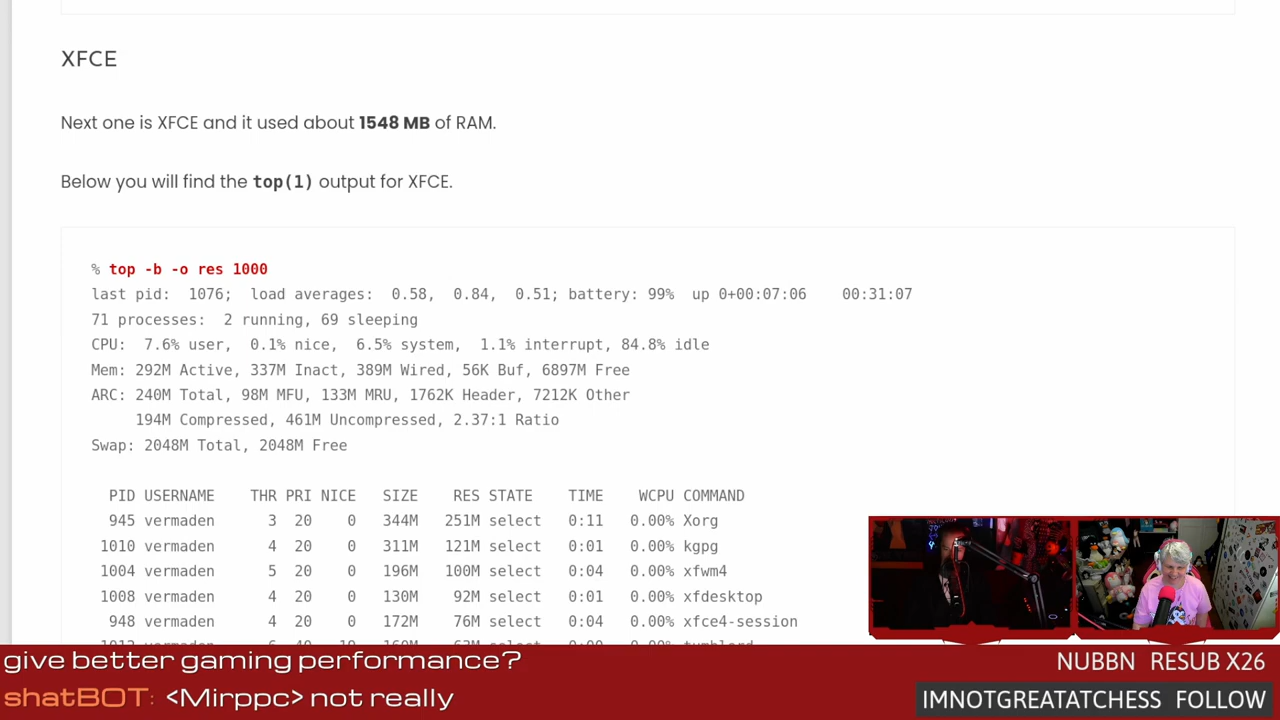 XFCE
Next one is XFCE and it used about 1548 MB of RAM.
Below you will find the top(1) output for XFCE.
% top -b -o res 1000
last pid:  1076;  load averages:  0.58,  0.84,  0.51; battery: 99%  up 0+00:07:06    00:31:07
71 processes:  2 running, 69 sleeping
CPU:  7.6% user,  0.1% nice,  6.5% system,  1.1% interrupt, 84.8% idle
Mem: 292M Active, 337M Inact, 389M Wired, 56K Buf, 6897M Free
ARC: 240M Total, 98M MFU, 133M MRU, 1762K Header, 7212K Other
194M Compressed, 461M Uncompressed, 2.37:1 Ratio
Swap: 2048M Total, 2048M Free
PID USERNAME    THR PRI NICE   SIZE    RES STATE    TIME    WCPU COMMAND
945 vermaden      3  20    0   344M   251M select   0:11   0.00% Xorg
1010 vermaden      4  20    0   311M   121M select   0:01   0.00% kgpg
1004 vermaden      5  20    0   196M   100M select   0:04   0.00% xfwm4
1008 vermaden      4  20    0   130M    92M select   0:01   0.00% xfdesktop
948 vermaden      4  20    0   172M    76M select   0:04   0.00% xfce4-session
give better gaming performance?
shatBOT: <Mirppc> not really
NUBBN RESUB X26
IMNOTGREATATCHESS FOLLOW